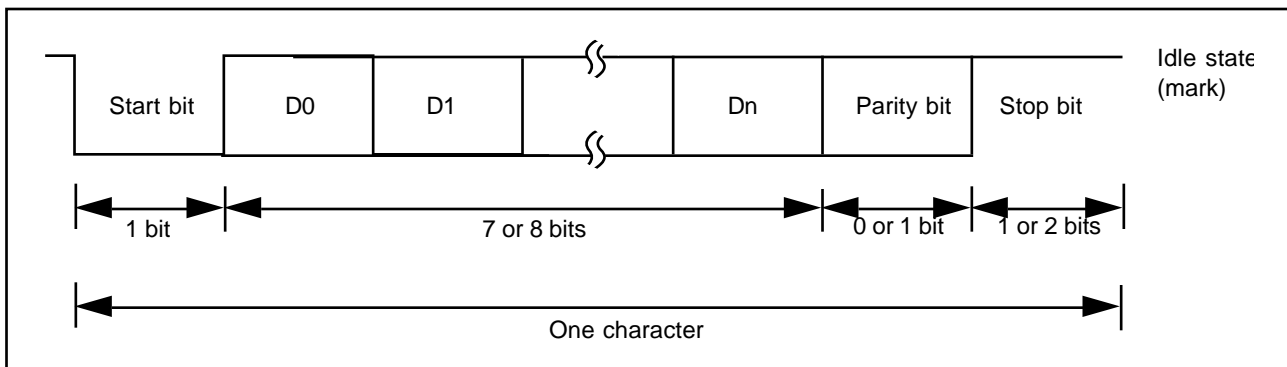 Idle state
(mark)
Start bit D0 D1 Dn Parity bit Stop bit
1 bit 7 or 8 bits 0 or 1 bit 1 or 2 bits
One character